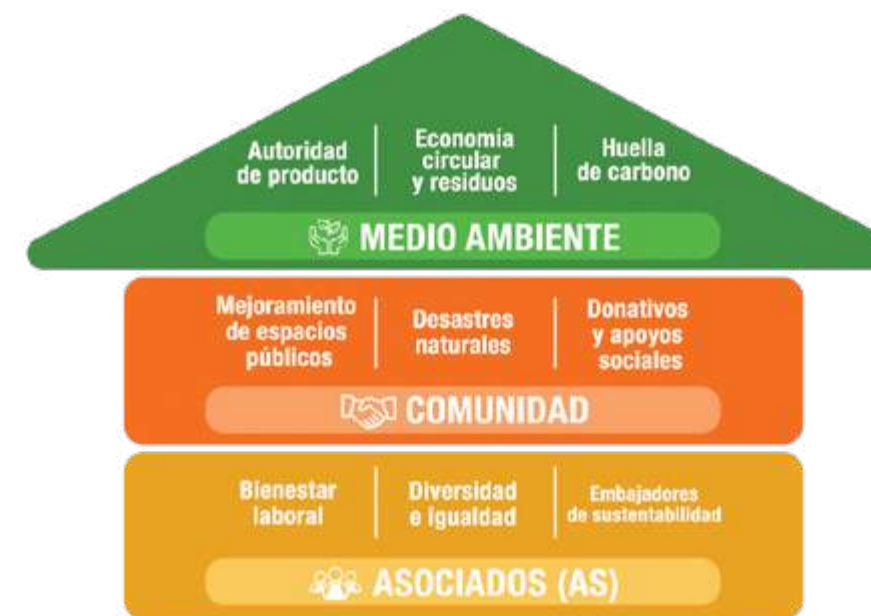 Autoridad
de producto
Economía
circular
y residuos
Huella
de carbono
MEDIO AMBIENTE
Mejoramiento
de espacios
públicos
Desastres
naturales
Donativos
y apoyos
sociales
COMUNIDAD
Bienestar
laboral
Diversidad
e igualdad
Embajadores
de sustentabilidad
ASOCIADOS (AS)